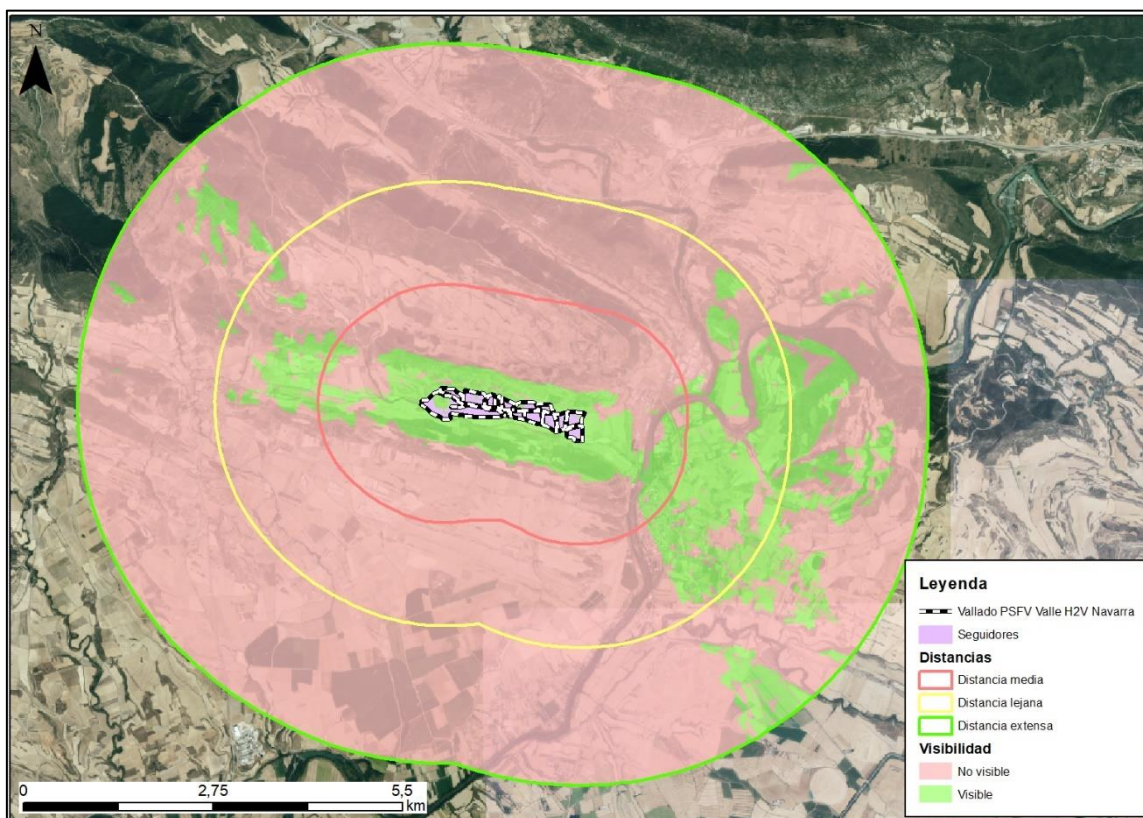 N
0 2,75 5,5
km
Leyenda
Vallado PSFV Valle H2V Navarra
Seguidores
Distancias
Distancia media
Distancia lejana
Distancia extensa
Visibilidad
No visible
Visible